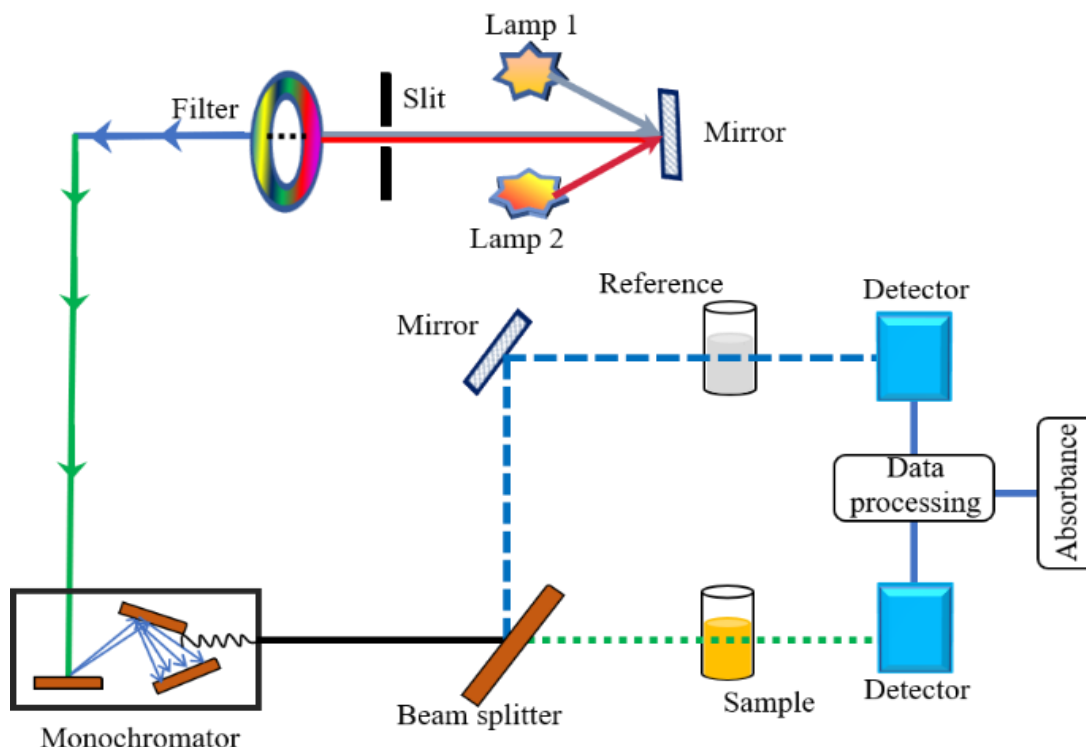 Lamp 1
Slit
Filter
Mirror
Lamp 2
Reference
Detector
Mirror
Data
processing
Absorbance
Beam splitter
Sample
Detector
Monochromator